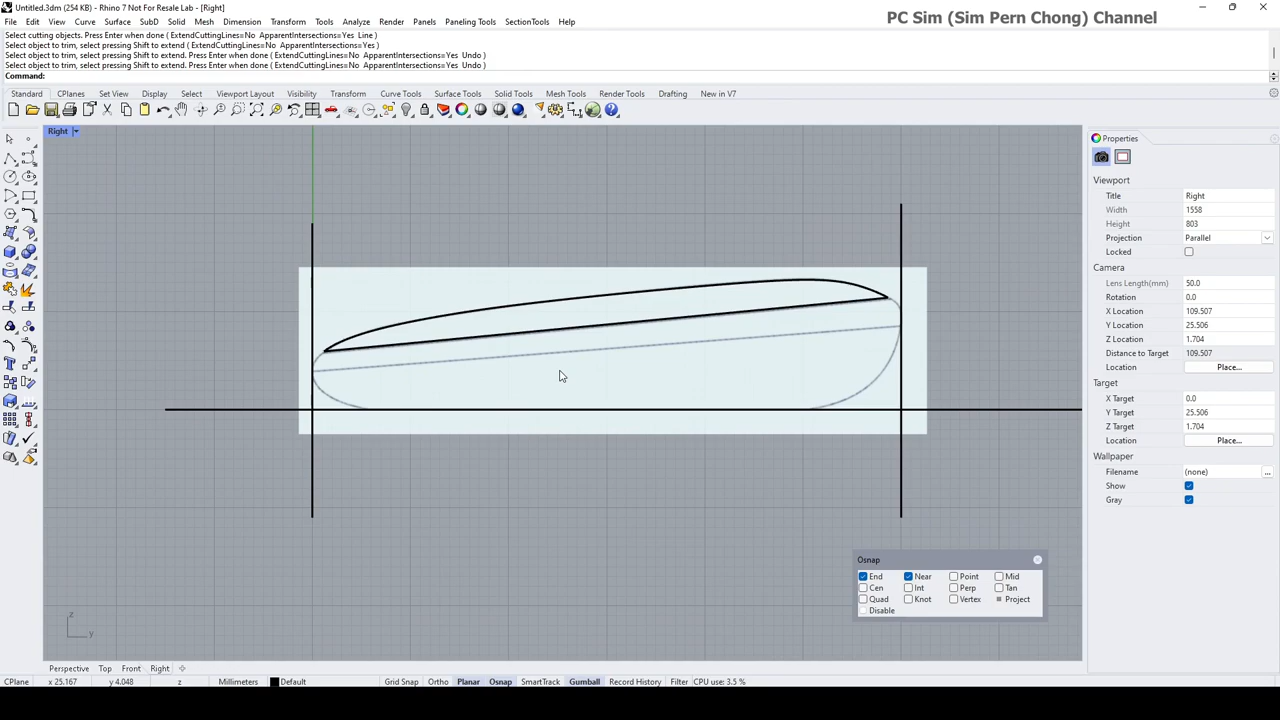 Untitled.3dm (254 KB) - Rhino 7 Not For Resale Lab - [Right]
PC Sim (Sim Pern Chong) Channel
File Edit View Curve Surface SubD Solid Mesh Dimension Transform Tools Analyze Render Panels Paneling Tools SectionTools Help
Select cutting objects. Press Enter when done ( ExtendCuttingLines=No ApparentIntersections=Yes Line )
Select object to trim, select pressing Shift to extend ( ExtendCuttingLines=No ApparentIntersections=Yes )
Select object to trim, select pressing Shift to extend. Press Enter when done ( ExtendCuttingLines=No ApparentIntersections=Yes Undo )
Select object to trim, select pressing Shift to extend. Press Enter when done ( ExtendCuttingLines=No ApparentIntersections=Yes Undo )
Command:
Standard CPlanes Set View Display Select Viewport Layout Visibility Transform Curve Tools Surface Tools Solid Tools Mesh Tools Render Tools Drafting New in V7
Right
Properties
Viewport
Title Right
Width 1558
Height 803
Projection Parallel
Locked
Camera
Lens Length(mm) 50.0
Rotation 0.0
X Location 109.507
Y Location 25.506
Z Location 1.704
Distance to Target 109.507
Location Place...
Target
X Target 0.0
Y Target 25.506
Z Target 1.704
Location Place...
Wallpaper
Filename (none) ...
Show
Gray
Osnap
End Near Point Mid
Cen Int Perp Tan
Quad Knot Vertex Project
Disable
z
y
Perspective Top Front Right
CPlane x 25.167 y 4.048 z Millimeters Default Grid Snap Ortho Planar Osnap SmartTrack Gumball Record History Filter CPU use: 3.5 %